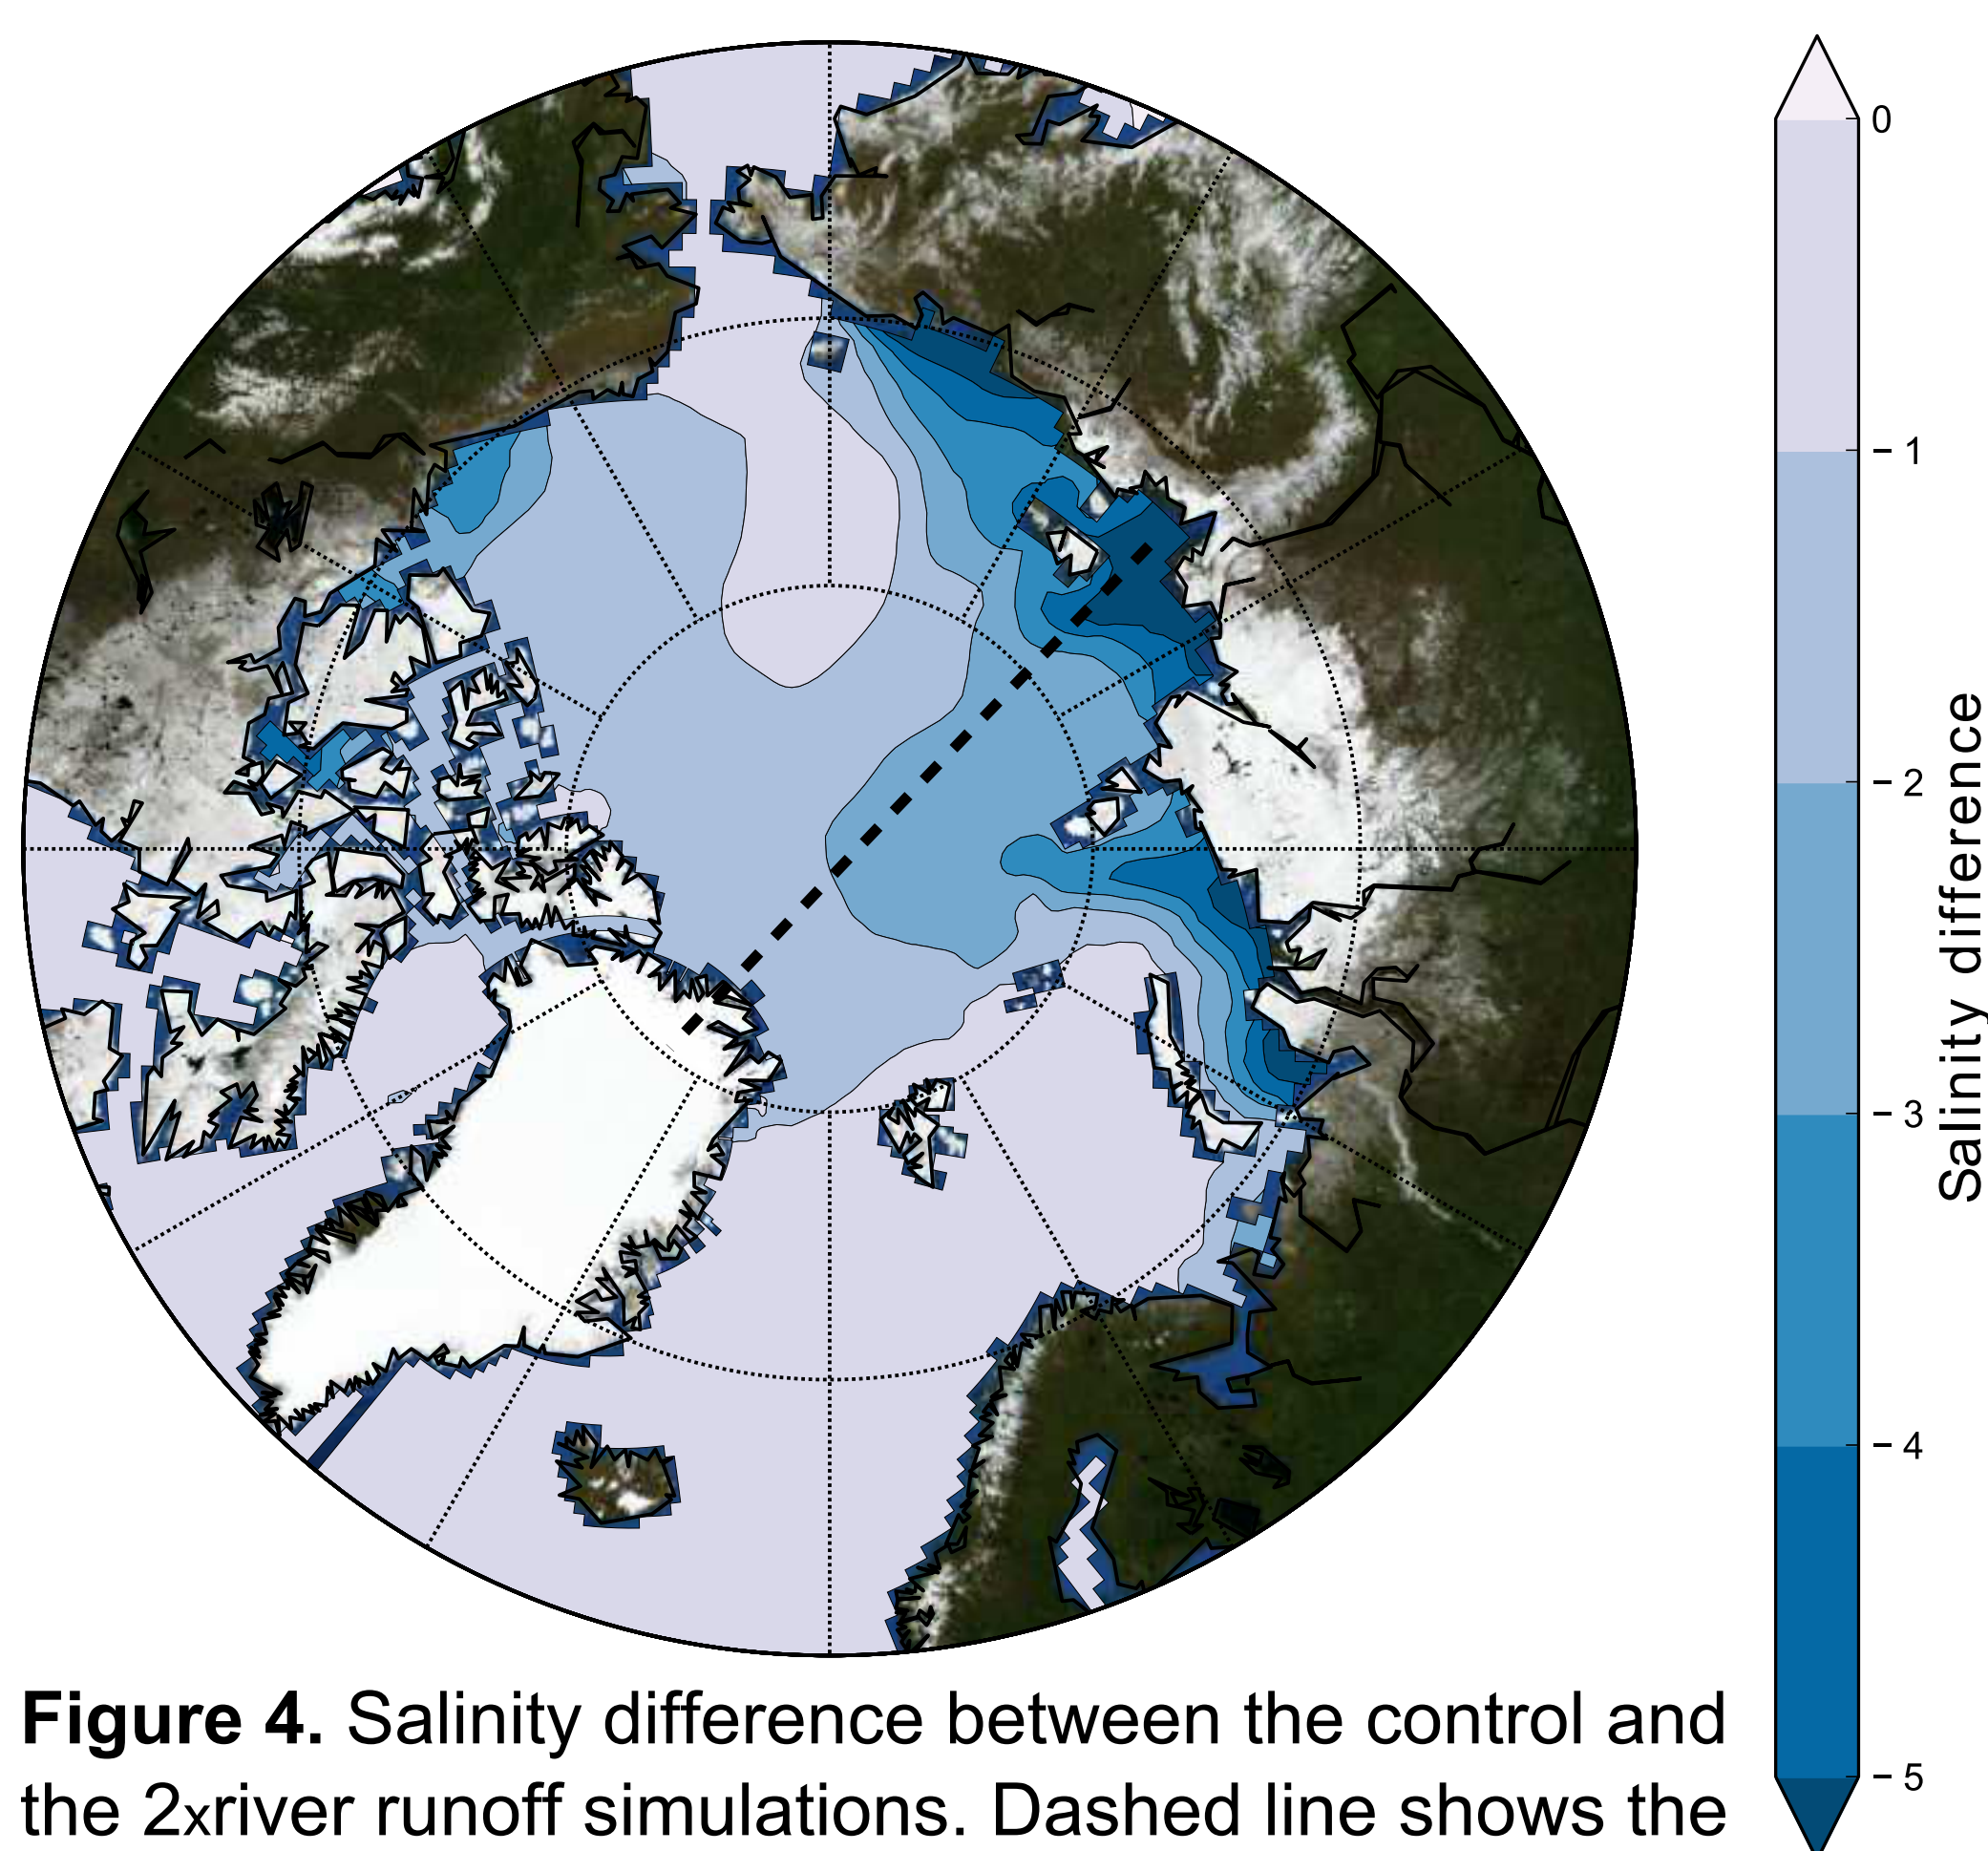 0
− 1
− 2
− 3
− 4
− 5
Salinity difference
Figure 4. Salinity difference between the control and
the 2xriver runoff simulations. Dashed line shows the